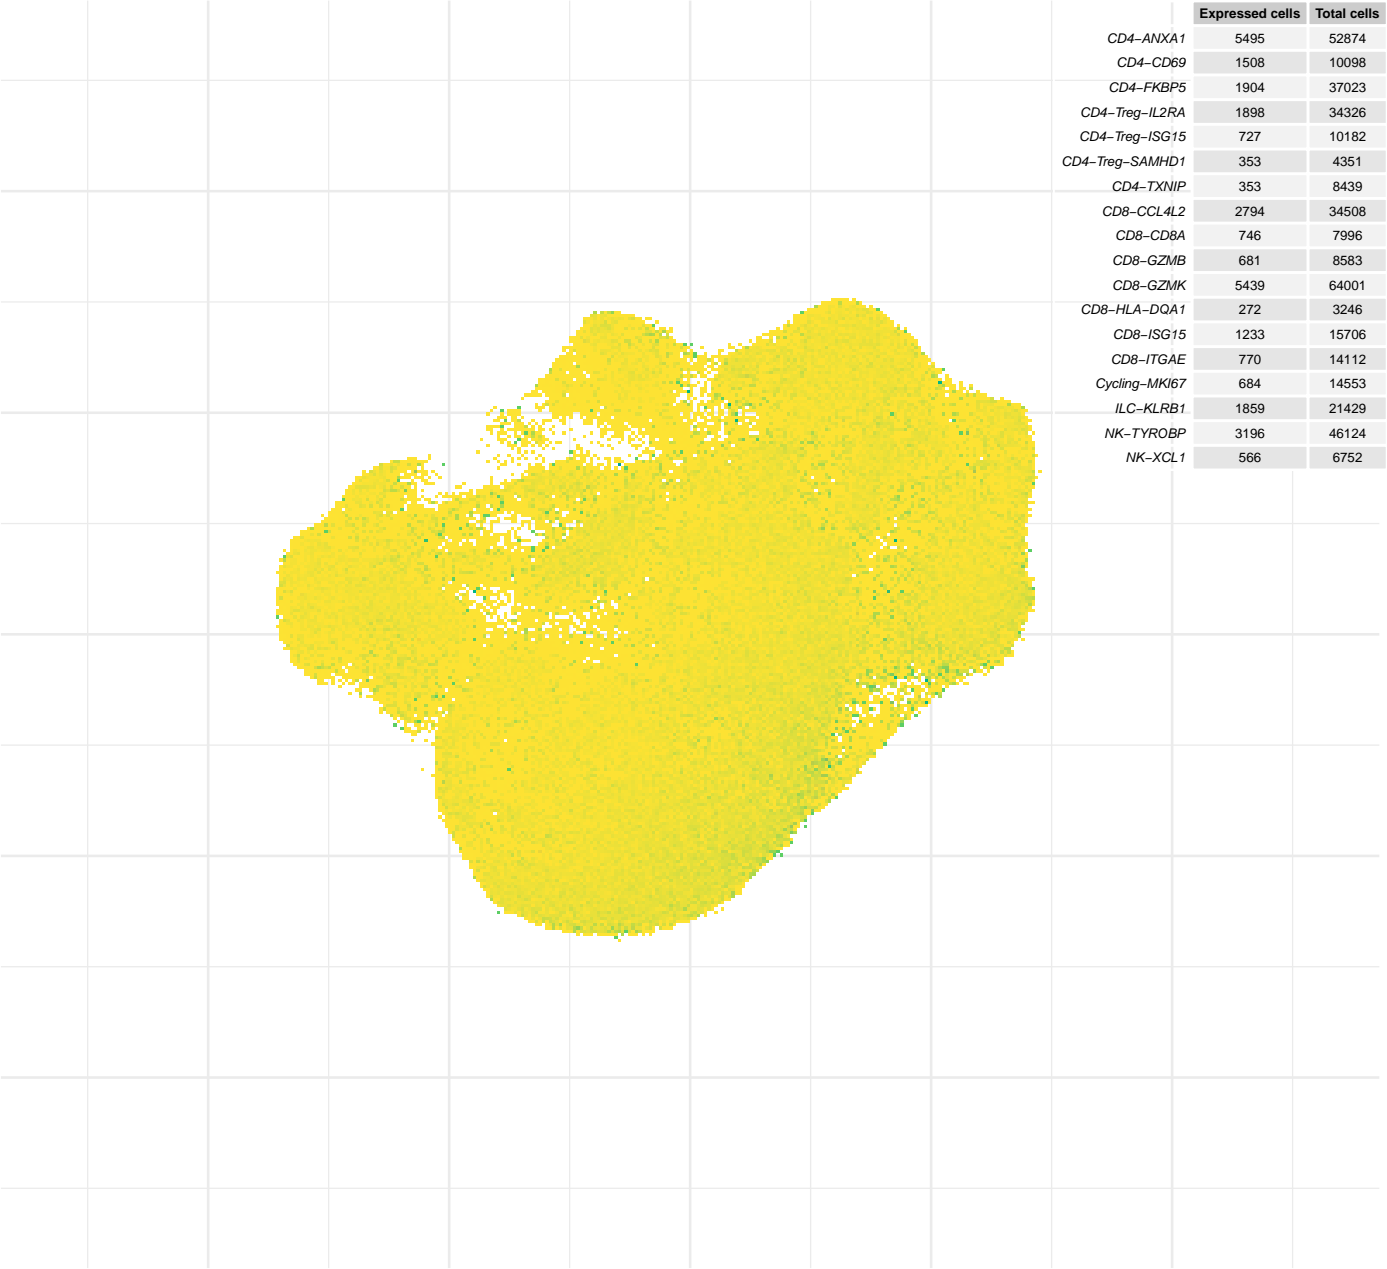 Expressed cells Total cells
CD4−ANXA1 5495 52874
CD4−CD69 1508 10098
CD4−FKBP5 1904 37023
CD4−Treg−IL2RA 1898 34326
CD4−Treg−ISG15 727 10182
CD4−Treg−SAMHD1 353 4351
CD4−TXNIP 353 8439
CD8−CCL4L2 2794 34508
CD8−CD8A 746 7996
CD8−GZMB 681 8583
CD8−GZMK 5439 64001
CD8−HLA−DQA1 272 3246
CD8−ISG15 1233 15706
CD8−ITGAE 770 14112
Cycling−MKI67 684 14553
ILC−KLRB1 1859 21429
NK−TYROBP 3196 46124
NK−XCL1 566 6752